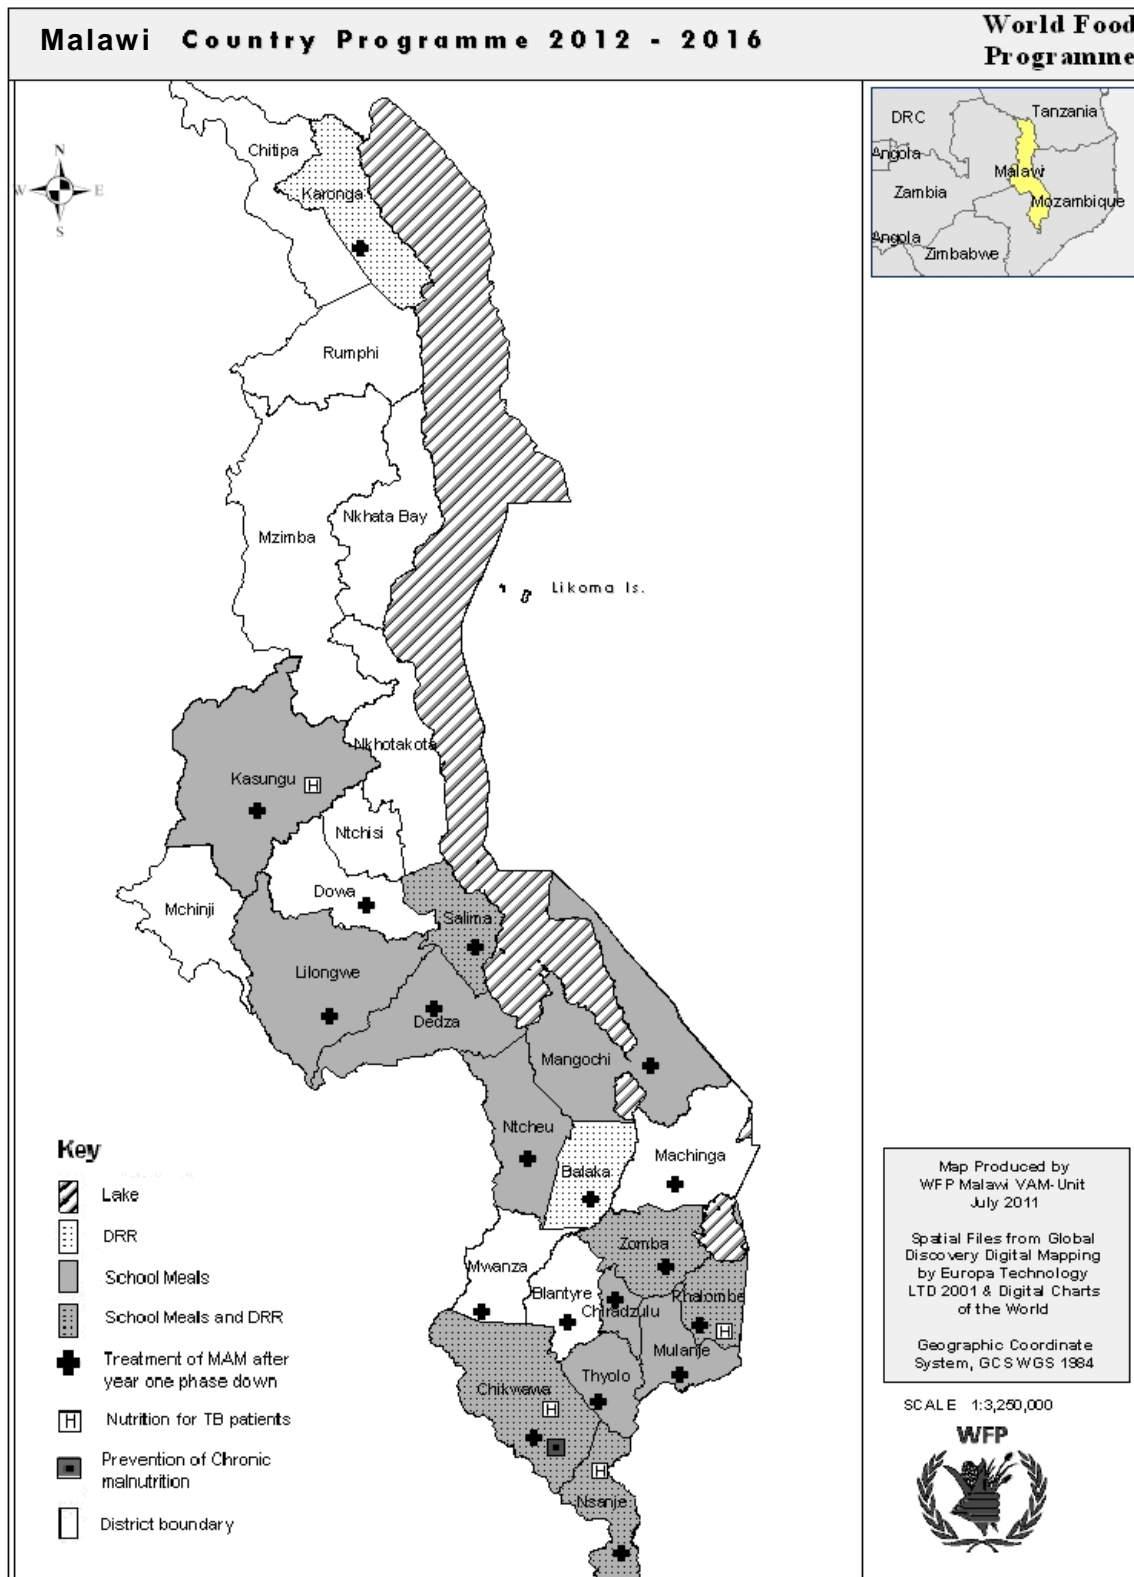 Malawi Country Programme 2012 - 2016
World Food
Programme
N
W
E
S
DRC
Tanzania
Angola
Malawi
Zambia
Mozambique
Angola
Zimbabwe
Chitipa
Karonga
Rumphi
Nkhata Bay
Mzimba
Likoma Is.
Nkhotakota
Kasungu
H
Ntchisi
Dowa
Mchinji
Salima
Lilongwe
Dedza
Mangochi
Ntcheu
Machinga
Balaka
Zomba
Mwanza
Blantyre
Phalombe
Chiradzulu
H
Mulanje
Thyolo
Chikwawa
H
H
Nsanje
Key
Lake
DRR
School Meals
School Meals and DRR
Treatment of MAM after
year one phase down
H
Nutrition for TB patients
Prevention of Chronic
malnutrition
District boundary
Map Produced by
WFP Malawi VAM-Unit
July 2011
Spatial Files from Global
Discovery Digital Mapping
by Europa Technology
LTD 2001 & Digital Charts
of the World
Geographic Coordinate
System, GCS WGS 1984
SCALE 1:3,250,000
WFP